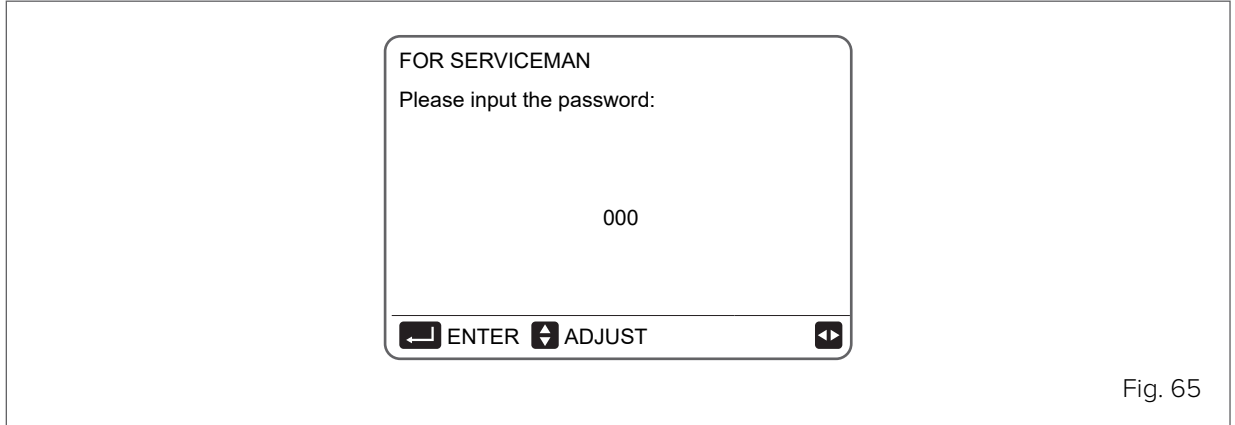 FOR SERVICEMAN
Please input the password:
000
ENTER ADJUST
Fig. 65